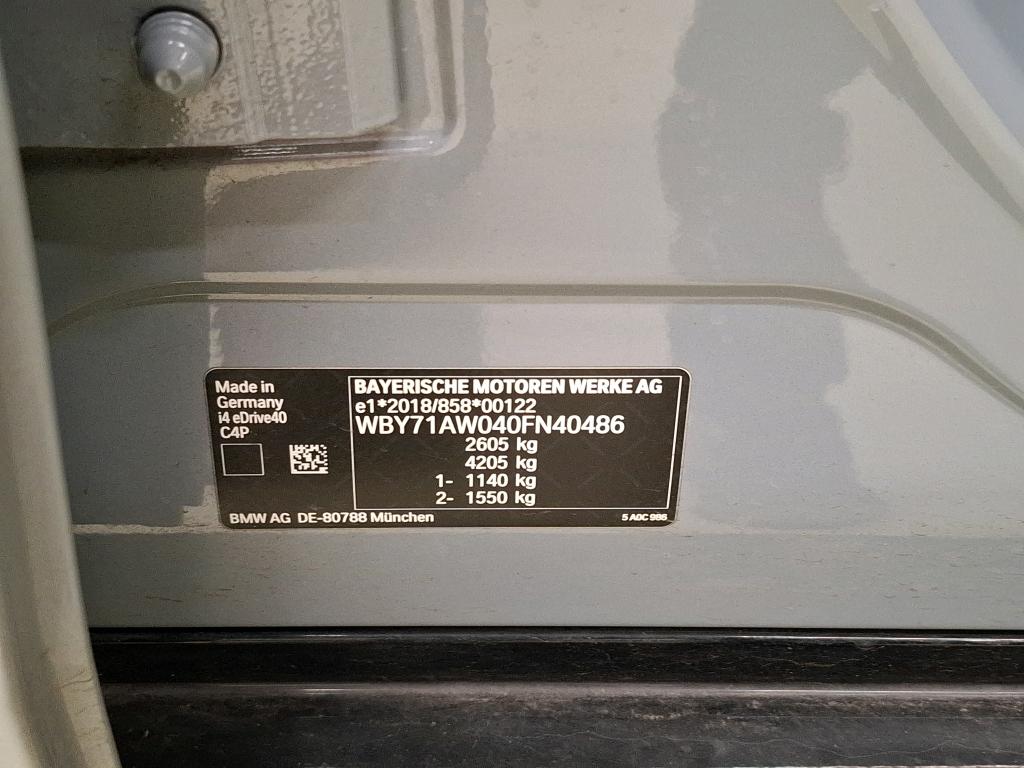 Made in
Germany
i4 eDrive40
C4P
BAYERISCHE MOTOREN WERKE AG
e1*2018/858*00122
WBY71AW040FN40486
2605 kg
4205 kg
1- 1140 kg
2- 1550 kg
BMW AG DE-80788 München
5 A0C 986